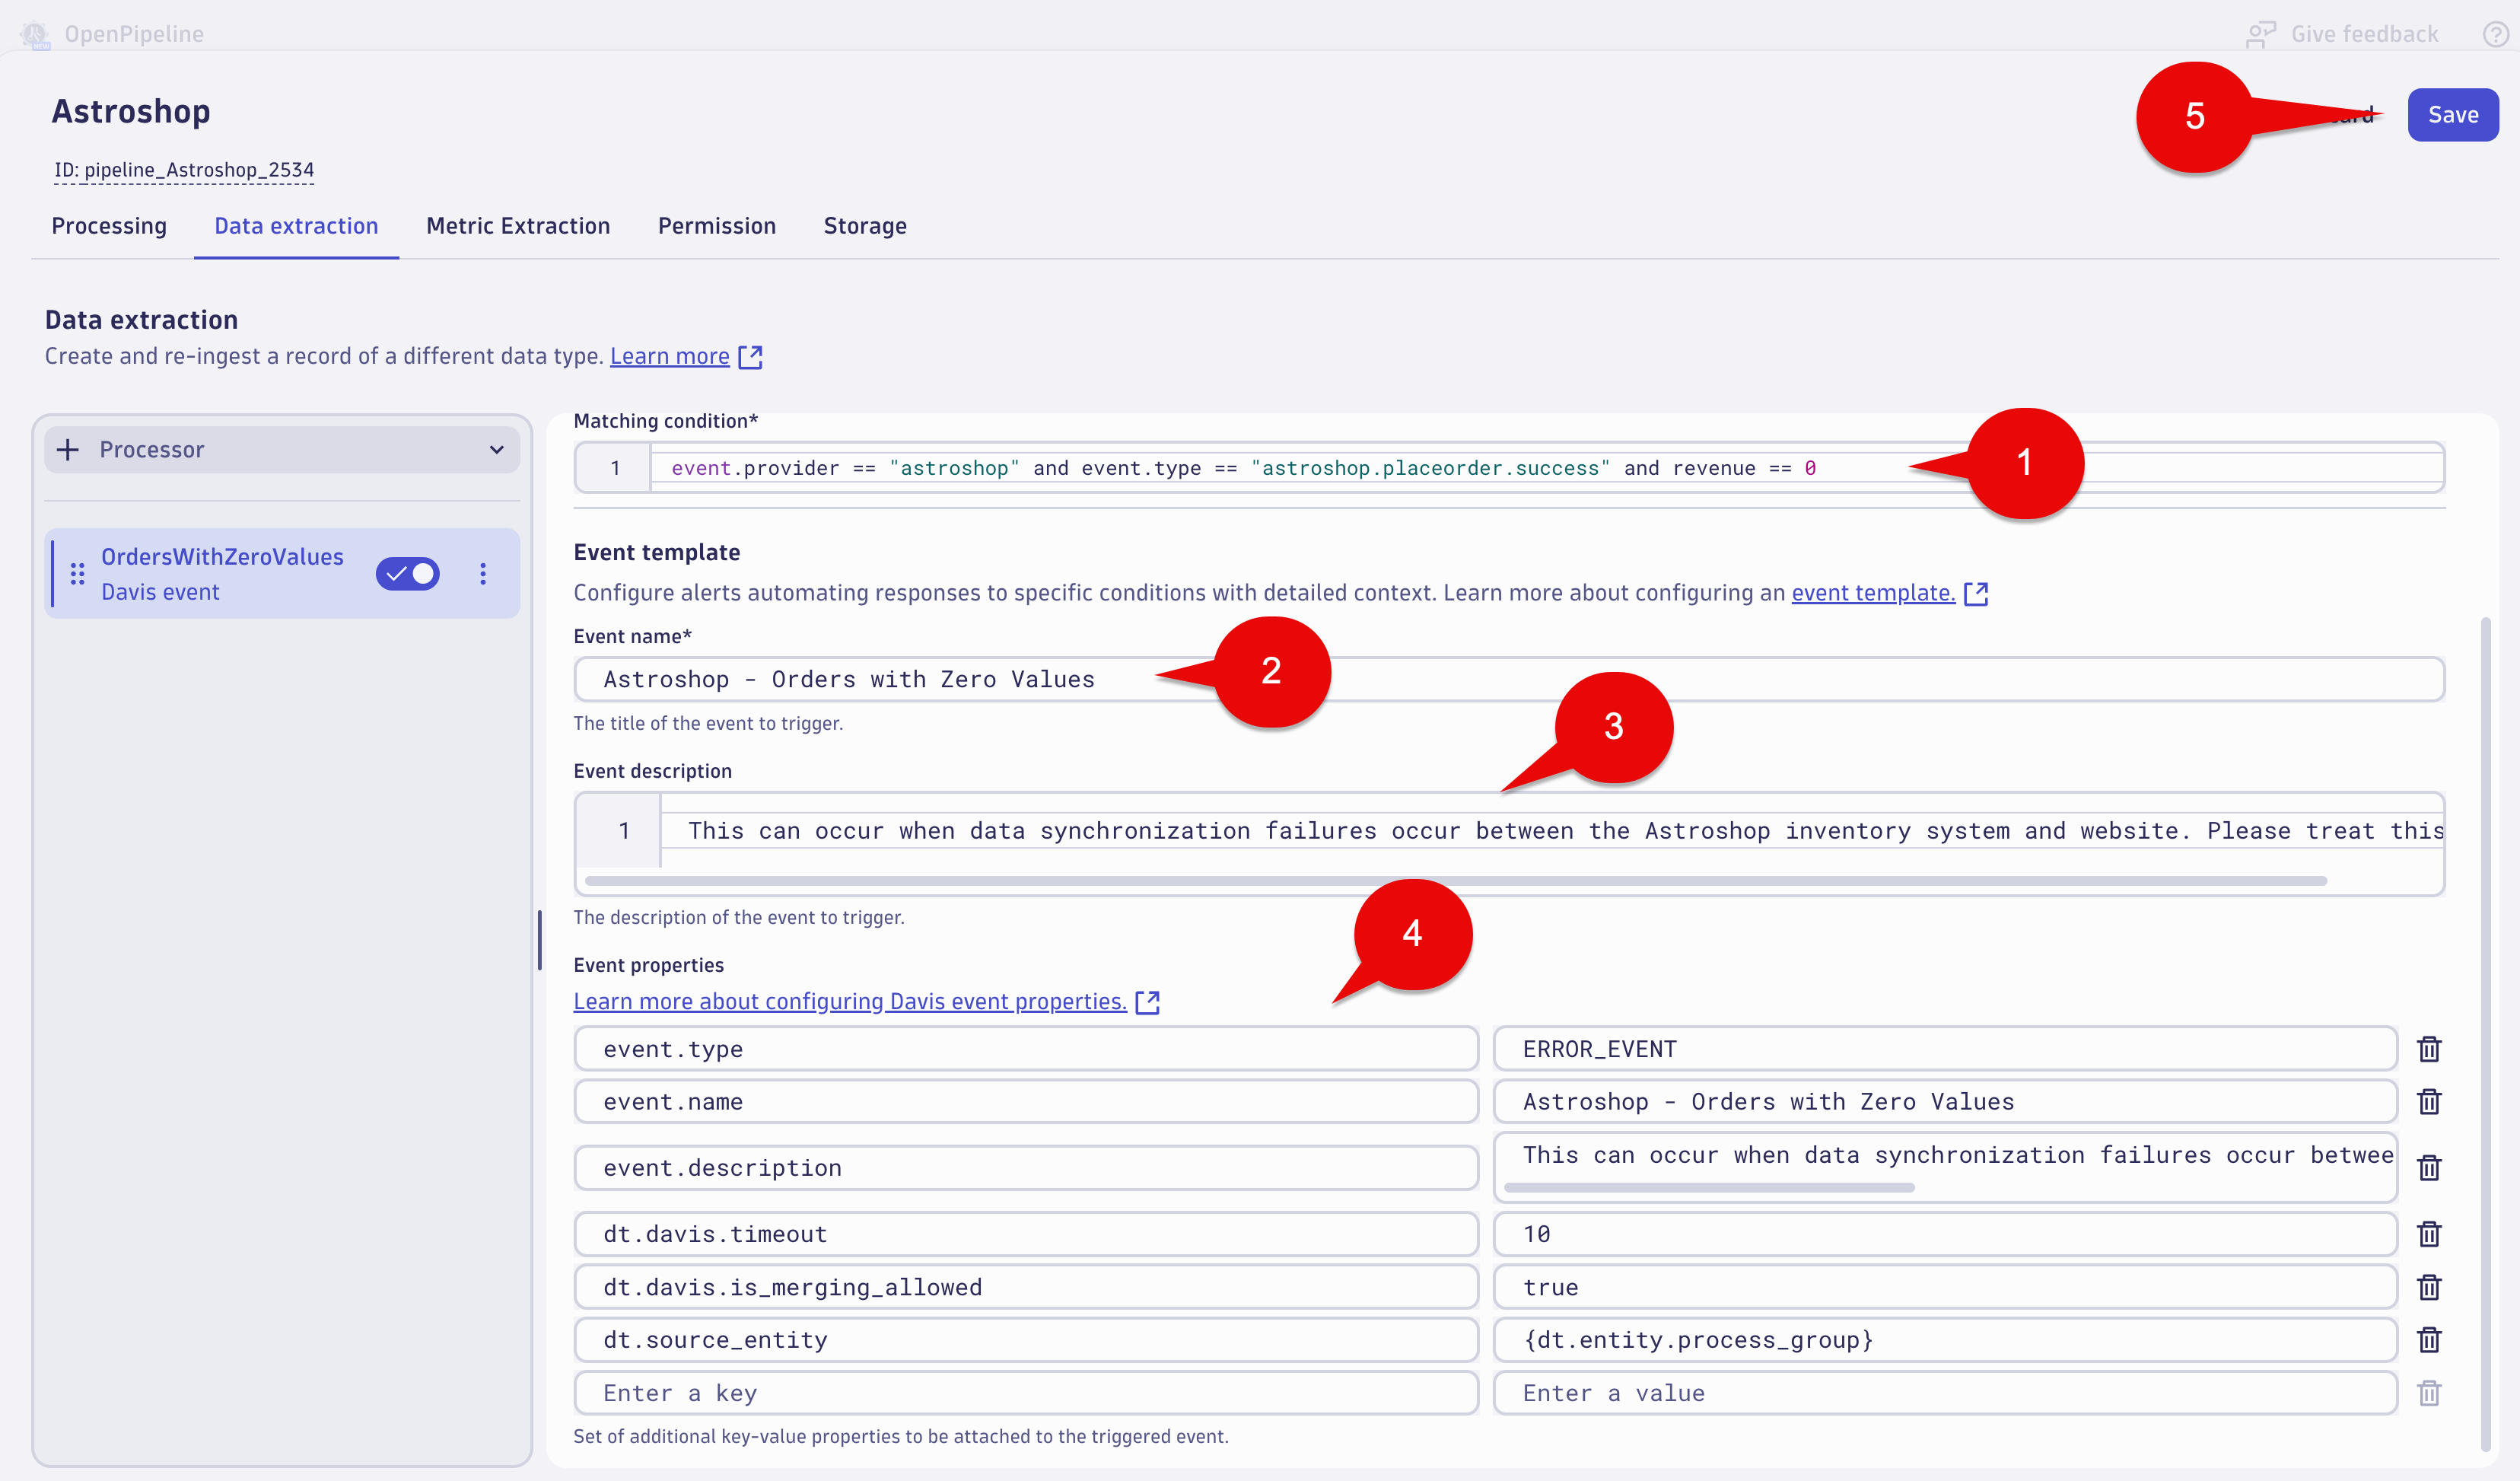 OpenPipeline
Give feedback
Astroshop
5
Save
ID: pipeline_Astroshop_2534
Processing
Data extraction
Metric Extraction
Permission
Storage
Data extraction
Create and re-ingest a record of a different data type. Learn more
Processor
OrdersWithZeroValues
Davis event
Matching condition*
1 event.provider == "astroshop" and event.type == "astroshop.placeorder.success" and revenue == 0
1
Event template
Configure alerts automating responses to specific conditions with detailed context. Learn more about configuring an event template.
Event name*
Astroshop - Orders with Zero Values
2
The title of the event to trigger.
3
Event description
1 This can occur when data synchronization failures occur between the Astroshop inventory system and website. Please treat this
The description of the event to trigger.
4
Event properties
Learn more about configuring Davis event properties.
event.type ERROR_EVENT
event.name Astroshop - Orders with Zero Values
event.description This can occur when data synchronization failures occur betwee
dt.davis.timeout 10
dt.davis.is_merging_allowed true
dt.source_entity {dt.entity.process_group}
Enter a key Enter a value
Set of additional key-value properties to be attached to the triggered event.